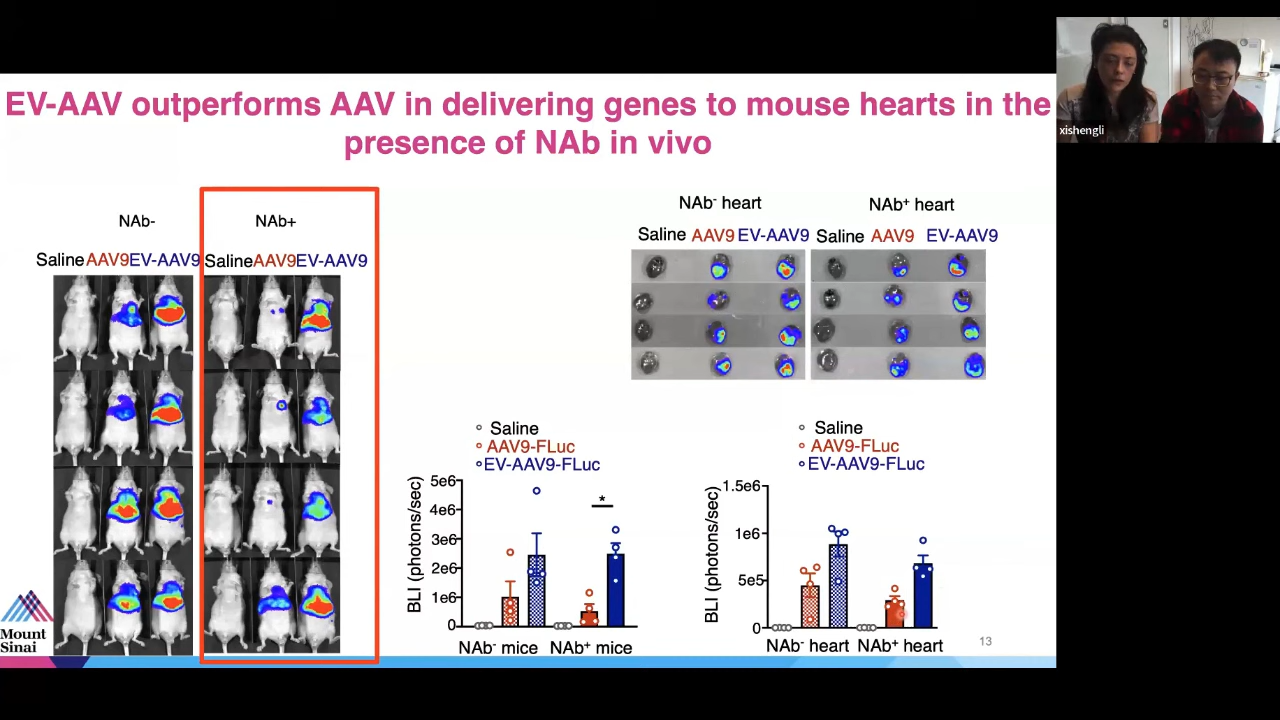 EV-AAV outperforms AAV in delivering genes to mouse hearts in the
presence of NAb in vivo
xishengli
NAb-
NAb+
Saline AAV9 EV-AAV9
Saline AAV9 EV-AAV9
NAb- heart
NAb+ heart
Saline AAV9 EV-AAV9
Saline AAV9 EV-AAV9
Saline
AAV9-FLuc
EV-AAV9-FLuc
BLI (photons/sec)
5e6
4e6
3e6
2e6
1e6
0
*
NAb- mice
NAb+ mice
Saline
AAV9-FLuc
EV-AAV9-FLuc
BLI (photons/sec)
1.5e6
1e6
5e5
0
NAb- heart
NAb+ heart
13
Mount
Sinai